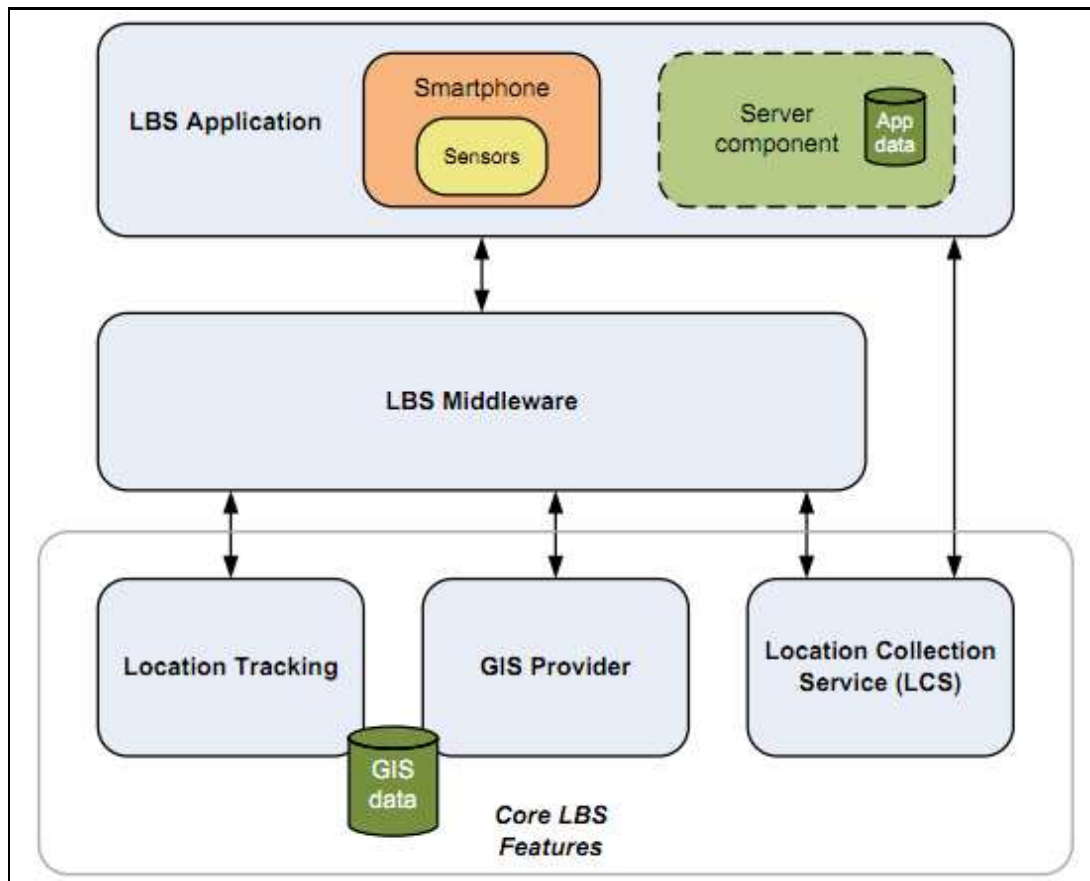 LBS Application
Smartphone
Sensors
Server
component
App
data
LBS Middleware
Location Tracking
GIS Provider
Location Collection
Service (LCS)
GIS
data
Core LBS
Features